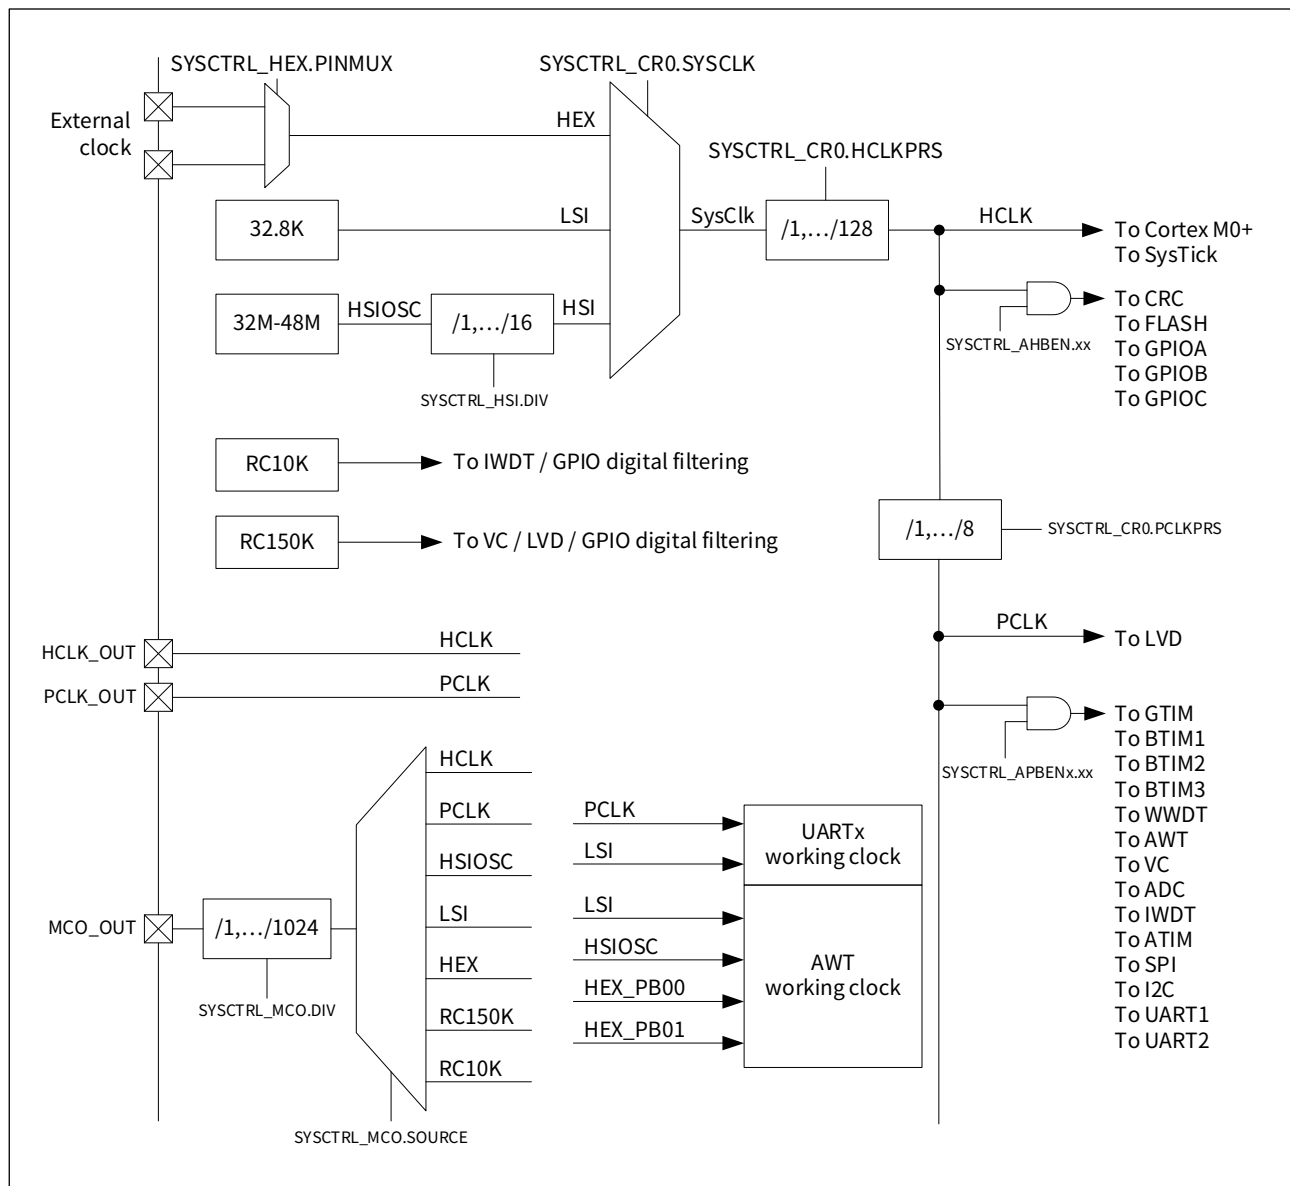 SYSCTRL_HEX.PINMUX
SYSCTRL_CR0.SYSCLK
External
clock
HEX
SYSCTRL_CR0.HCLKPRS
32.8K
LSI
SysClk
/1,.../128
HCLK
To Cortex M0+
To SysTick
32M-48M
HSIOSC
/1,.../16
HSI
SYSCTRL_HSI.DIV
SYSCTRL_AHBEN.xx
To CRC
To FLASH
To GPIOA
To GPIOB
To GPIOC
RC10K
To IWDT / GPIO digital filtering
RC150K
To VC / LVD / GPIO digital filtering
/1,.../8
SYSCTRL_CR0.PCLKPRS
HCLK_OUT
HCLK
PCLK_OUT
PCLK
PCLK
To LVD
SYSCTRL_APBENx.xx
To GTIM
To BTIM1
To BTIM2
To BTIM3
To WWDT
To AWT
To VC
To ADC
To IWDT
To ATIM
To SPI
To I2C
To UART1
To UART2
MCO_OUT
/1,.../1024
SYSCTRL_MCO.DIV
HCLK
PCLK
HSIOSC
LSI
HEX
RC150K
RC10K
SYSCTRL_MCO.SOURCE
PCLK
LSI
UARTx
working clock
LSI
HSIOSC
HEX_PB00
HEX_PB01
AWT
working clock